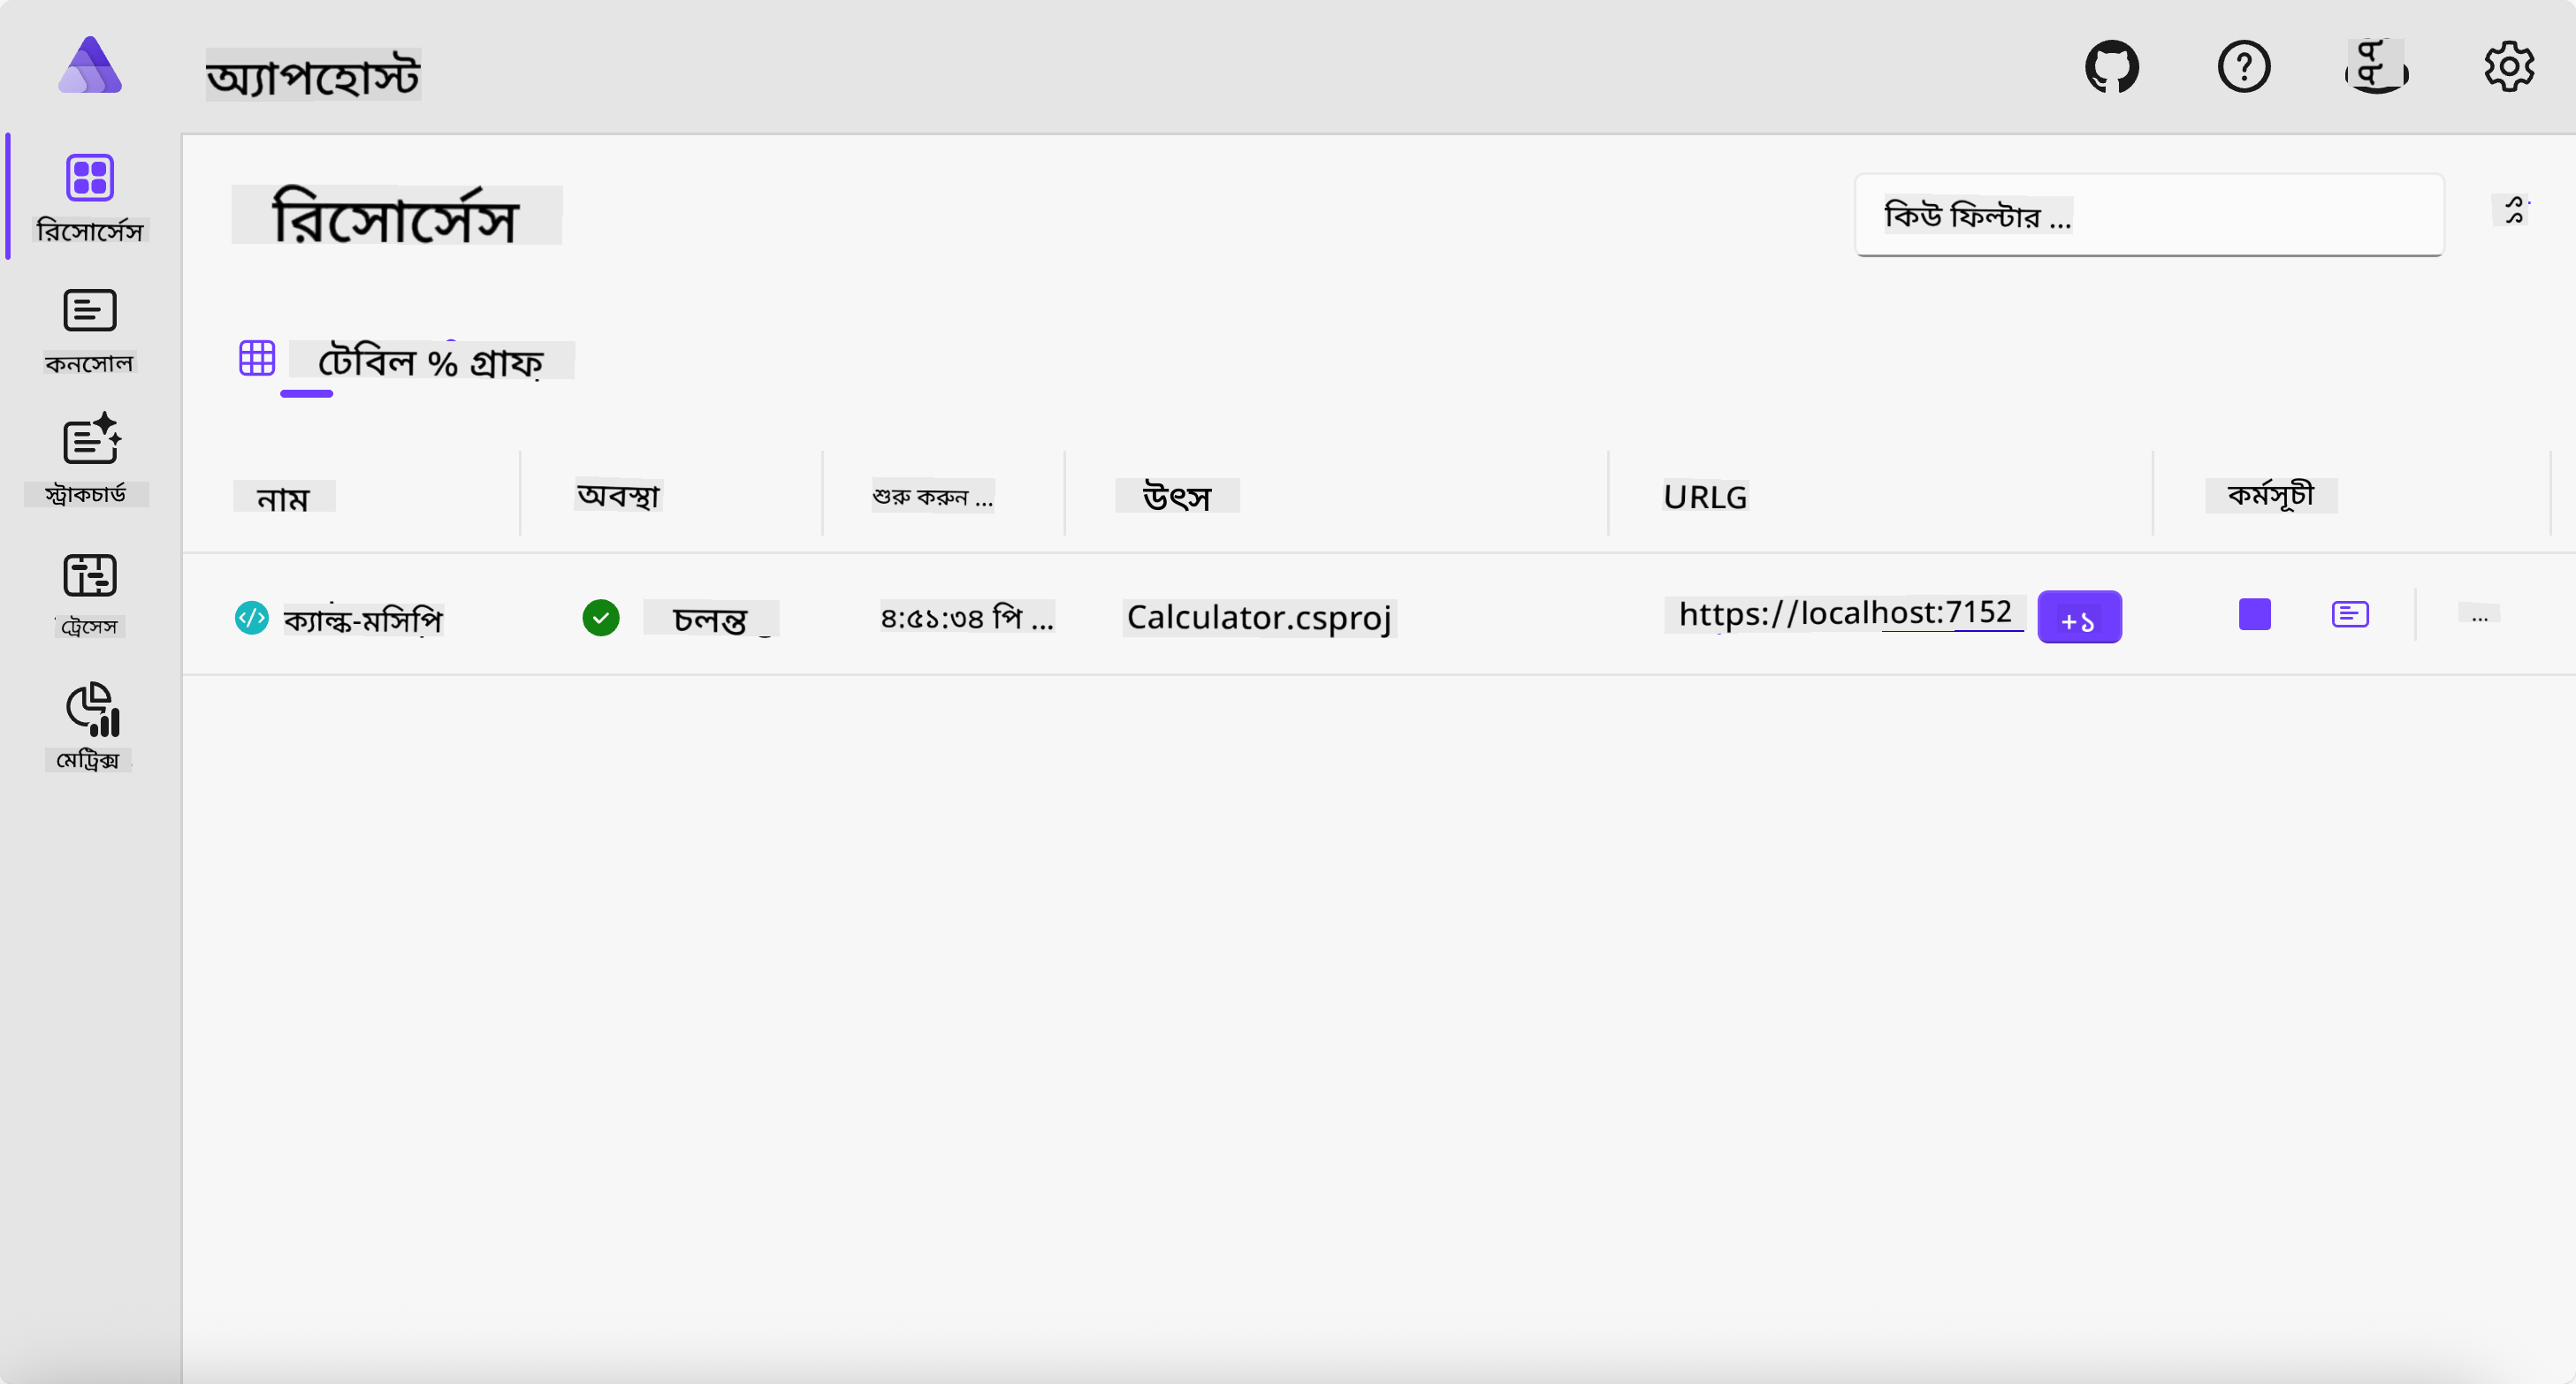 অ্যাপহোস্ট
রিসোর্সেস
কনসোল
স্ট্রাকচার্ড
ট্রেসেস
মেট্রিক্স
রিসোর্সেস
কিউ ফিল্টার ...
টেবিল % গ্রাফ
নাম অবস্থা শুরু করুন ... উৎস URLG কর্মসূচী
ক্যাল্ক-মসিপি চলন্ত ৪:৫১:৩৪ পি ... Calculator.csproj https://localhost:7152 +১ ...